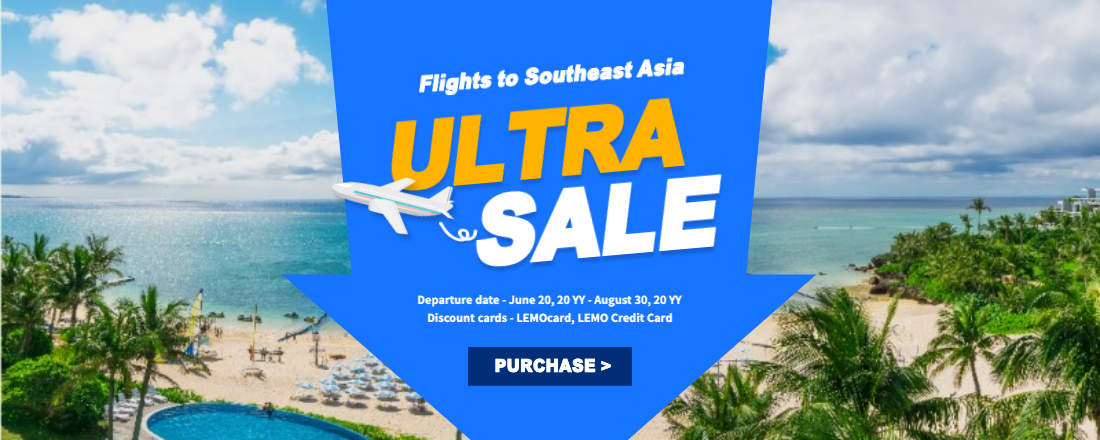 Flights to Southeast Asia
ULTRA
SALE
Departure date - June 20, 20 YY - August 30, 20 YY
Discount cards - LEMOcard, LEMO Credit Card
PURCHASE >